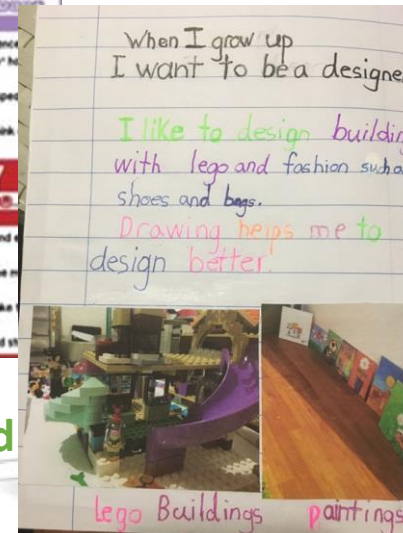 When I grow up
I want to be a designe
I like to design buildin
with lego and fashion such a
shoes and bags.
Drawing helps me to
design better.
lego Buildings paintings